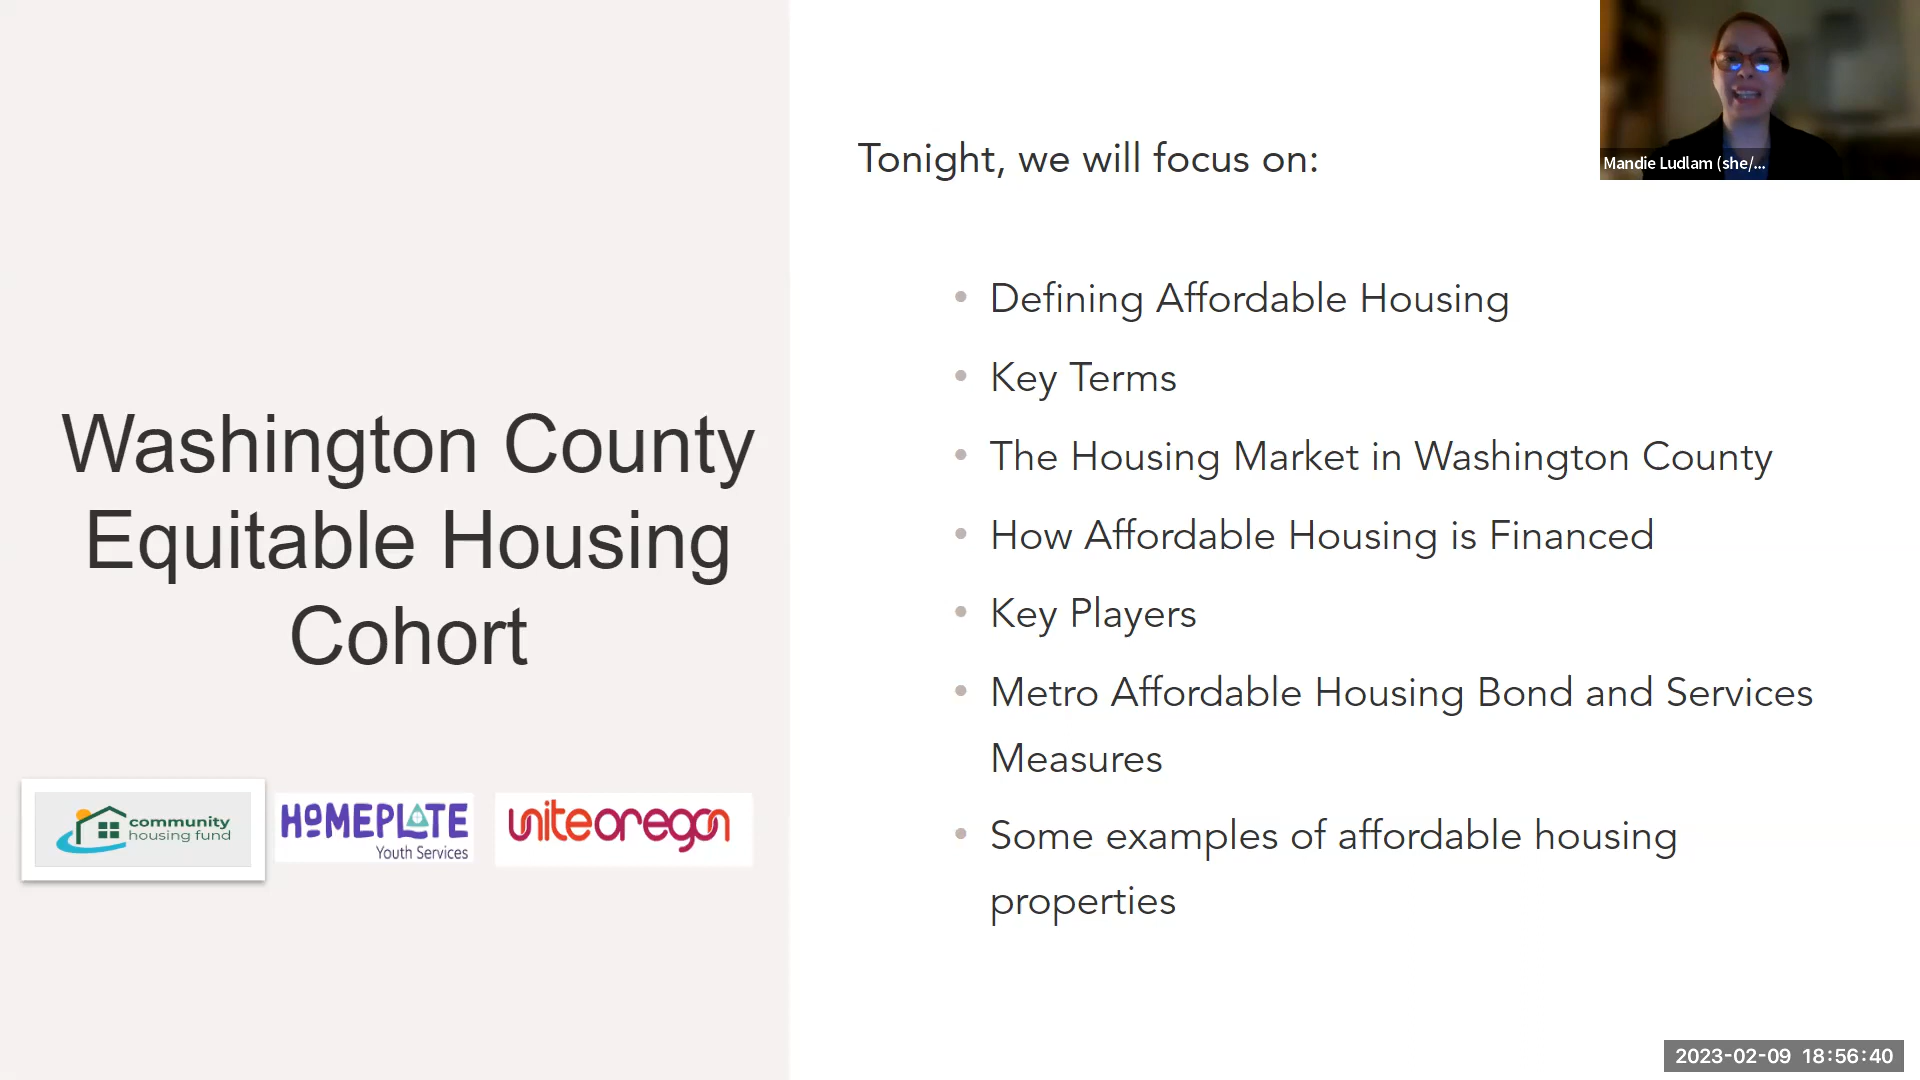 Washington County
Equitable Housing
Cohort
community
housing fund
HOMEPLATE
Youth Services
uniteoregon
Tonight, we will focus on:
• Defining Affordable Housing
• Key Terms
• The Housing Market in Washington County
• How Affordable Housing is Financed
• Key Players
• Metro Affordable Housing Bond and Services
Measures
• Some examples of affordable housing
properties
Mandie Ludlam (she/...
2023-02-09 18:56:40